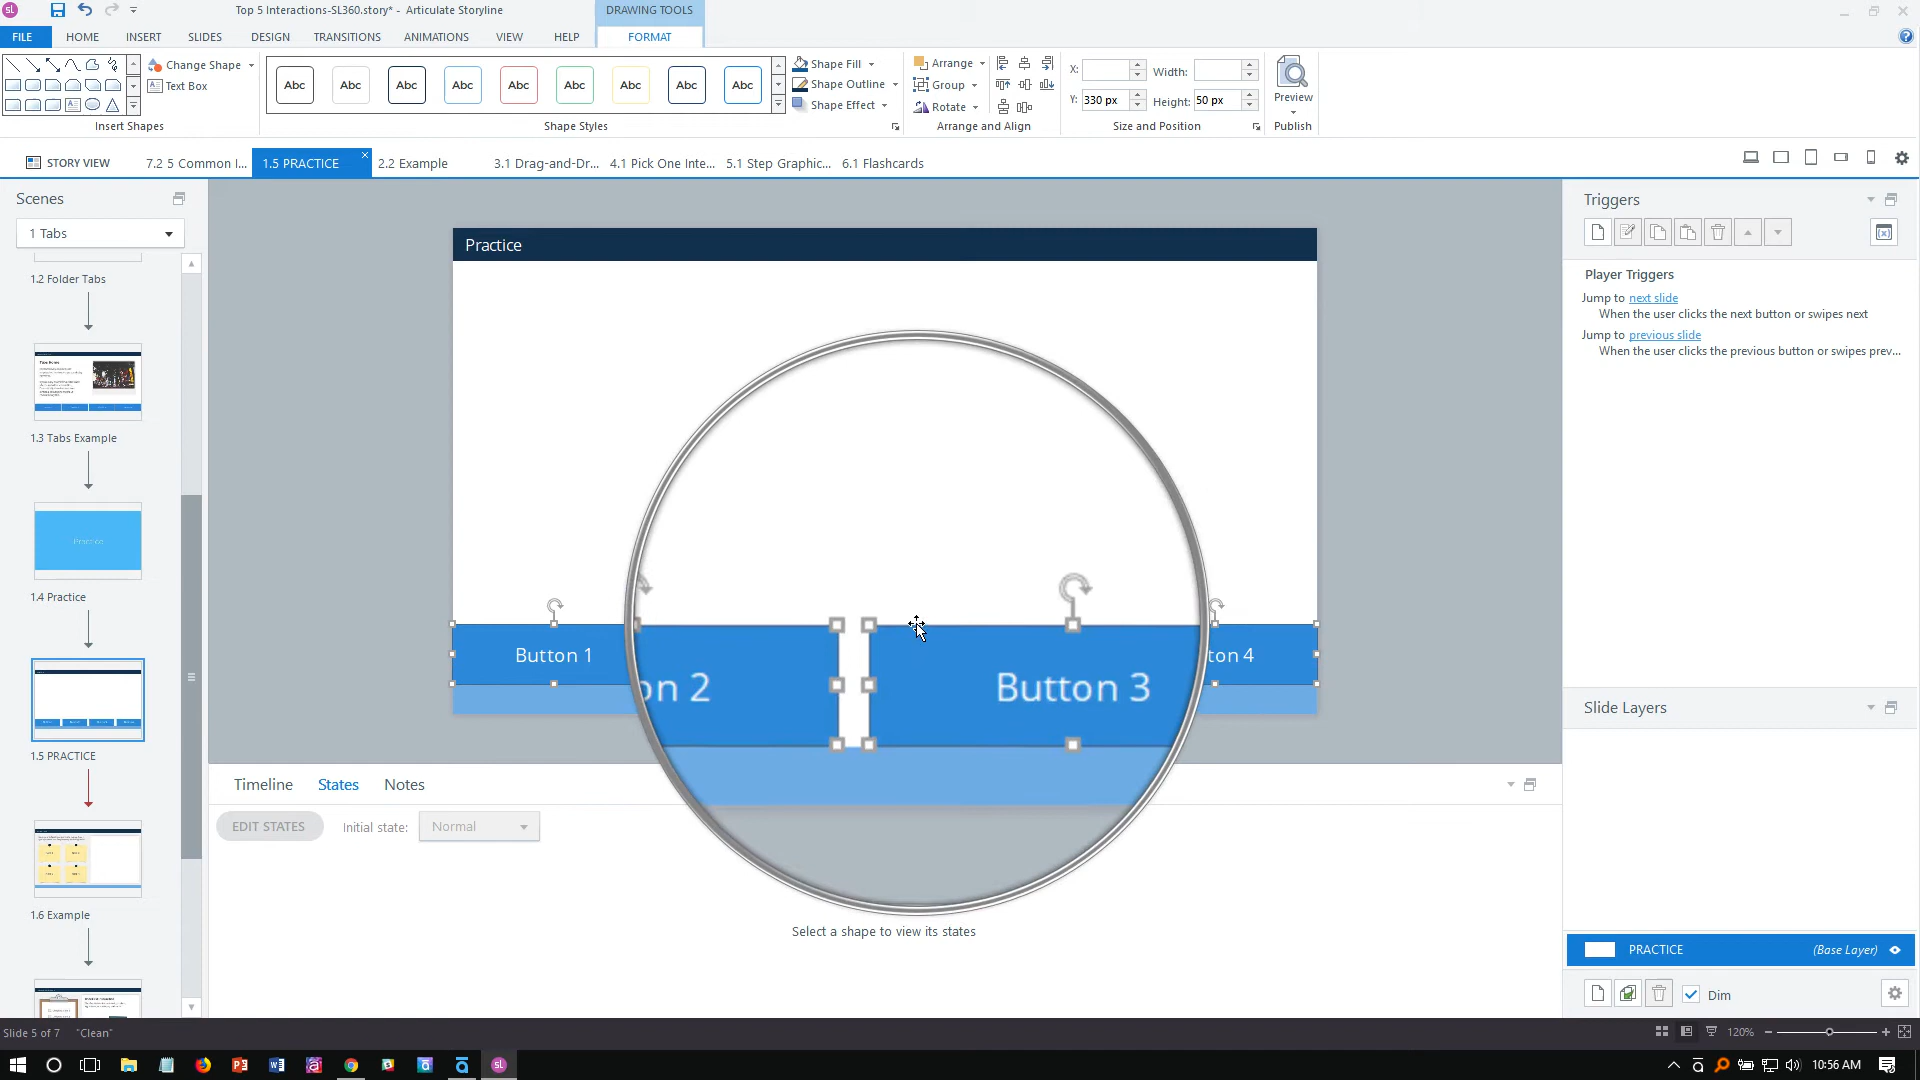 Top 5 Interactions-SL360.story* - Articulate Storyline
DRAWING TOOLS
FILE HOME INSERT SLIDES DESIGN TRANSITIONS ANIMATIONS VIEW HELP FORMAT
Change Shape
Text Box
Insert Shapes
Abc Abc Abc Abc Abc Abc Abc Abc Abc
Shape Styles
Shape Fill
Shape Outline
Shape Effect
Arrange
Group
Rotate
Arrange and Align
X: Width:
Y: 330 px Height: 50 px
Size and Position
Preview
Publish
STORY VIEW 7.2 5 Common I... 1.5 PRACTICE 2.2 Example 3.1 Drag-and-Dr... 4.1 Pick One Inte... 5.1 Step Graphic... 6.1 Flashcards
Scenes
1 Tabs
1.2 Folder Tabs
1.3 Tabs Example
Practice
1.4 Practice
1.5 PRACTICE
1.6 Example
Practice
Button 1
on 2
Button 3
ton 4
Timeline States Notes
EDIT STATES Initial state: Normal
Select a shape to view its states
Triggers
Player Triggers
Jump to next slide
When the user clicks the next button or swipes next
Jump to previous slide
When the user clicks the previous button or swipes prev...
Slide Layers
PRACTICE (Base Layer)
Dim
Slide 5 of 7 "Clean"
120%
10:56 AM